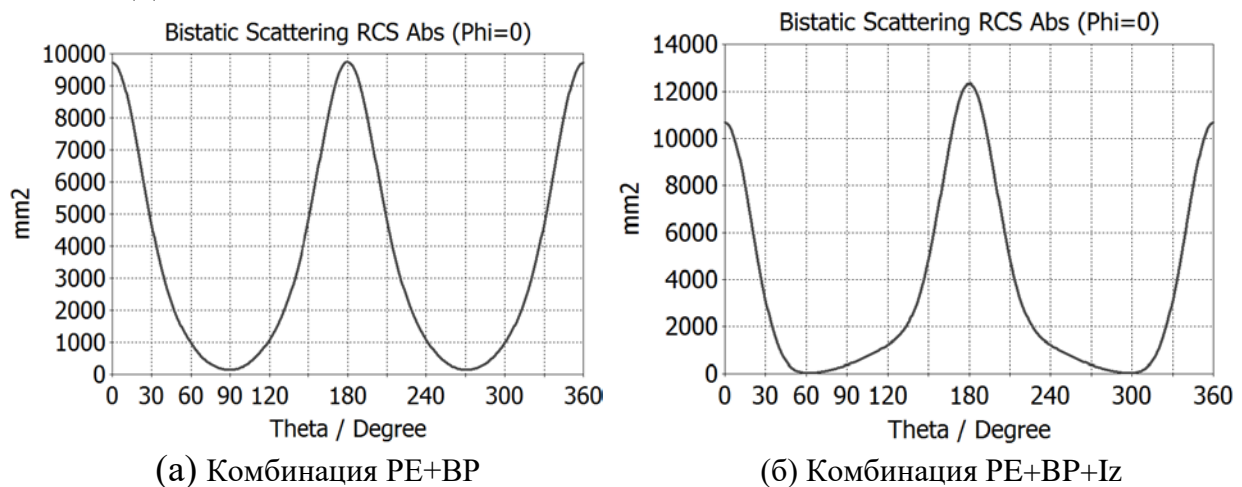 Bistatic Scattering RCS Abs (Phi=0)
10000
9000
8000
7000
6000
5000
4000
3000
2000
1000
0
mm2
0 30 60 90 120 180 240 300 360
Theta / Degree
(а) Комбинация PE+BP
Bistatic Scattering RCS Abs (Phi=0)
14000
12000
10000
8000
6000
4000
2000
0
mm2
0 30 60 90 120 180 240 300 360
Theta / Degree
(б) Комбинация PE+BP+Iz